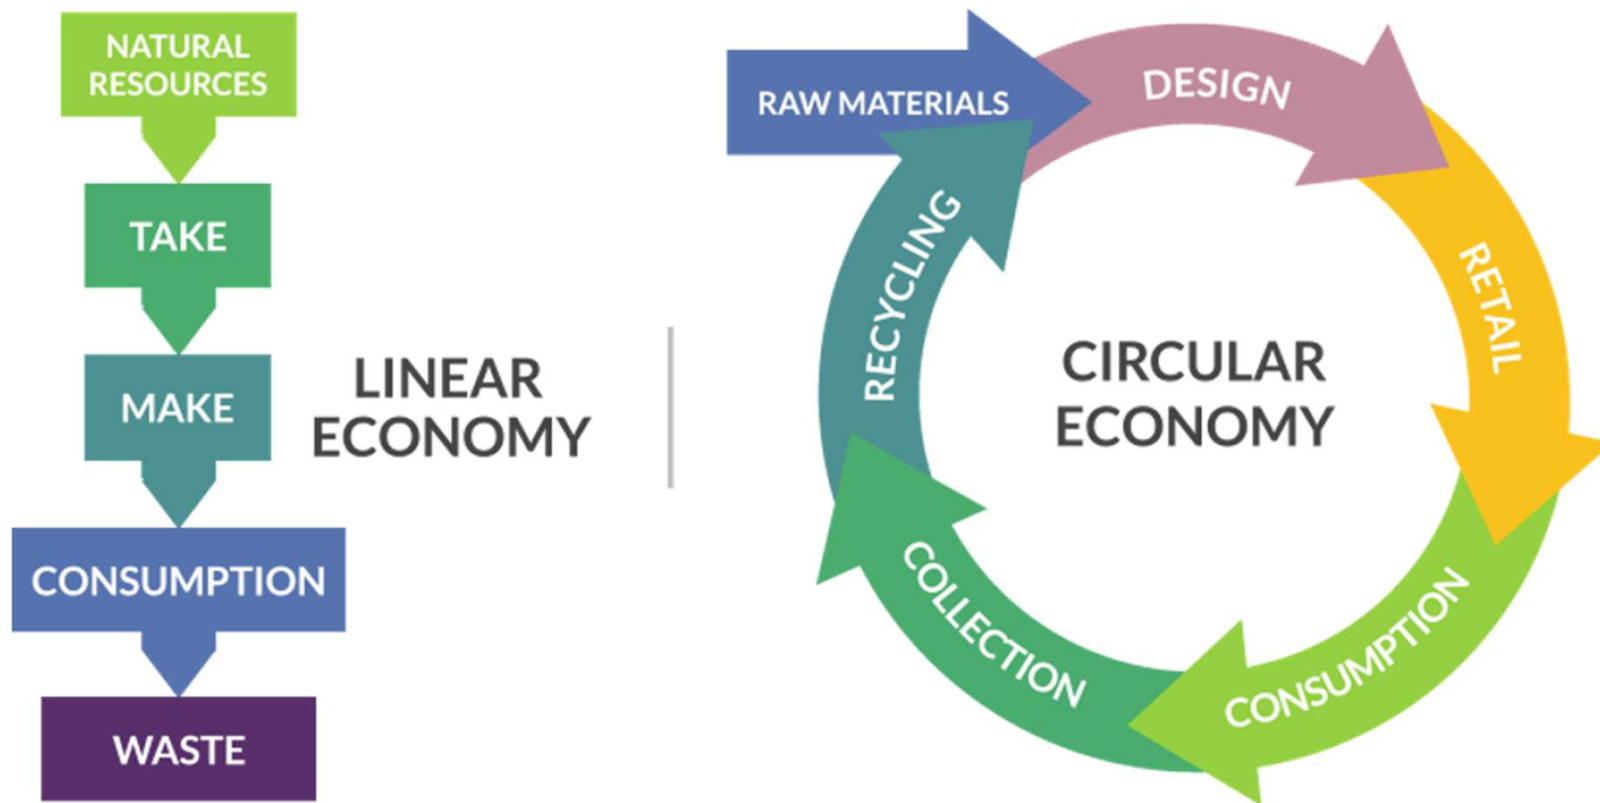 NATURAL
RESOURCES
TAKE
MAKE
CONSUMPTION
WASTE
LINEAR
ECONOMY
RAW MATERIALS
DESIGN
RETAIL
CONSUMPTION
COLLECTION
RECYCLING
CIRCULAR
ECONOMY